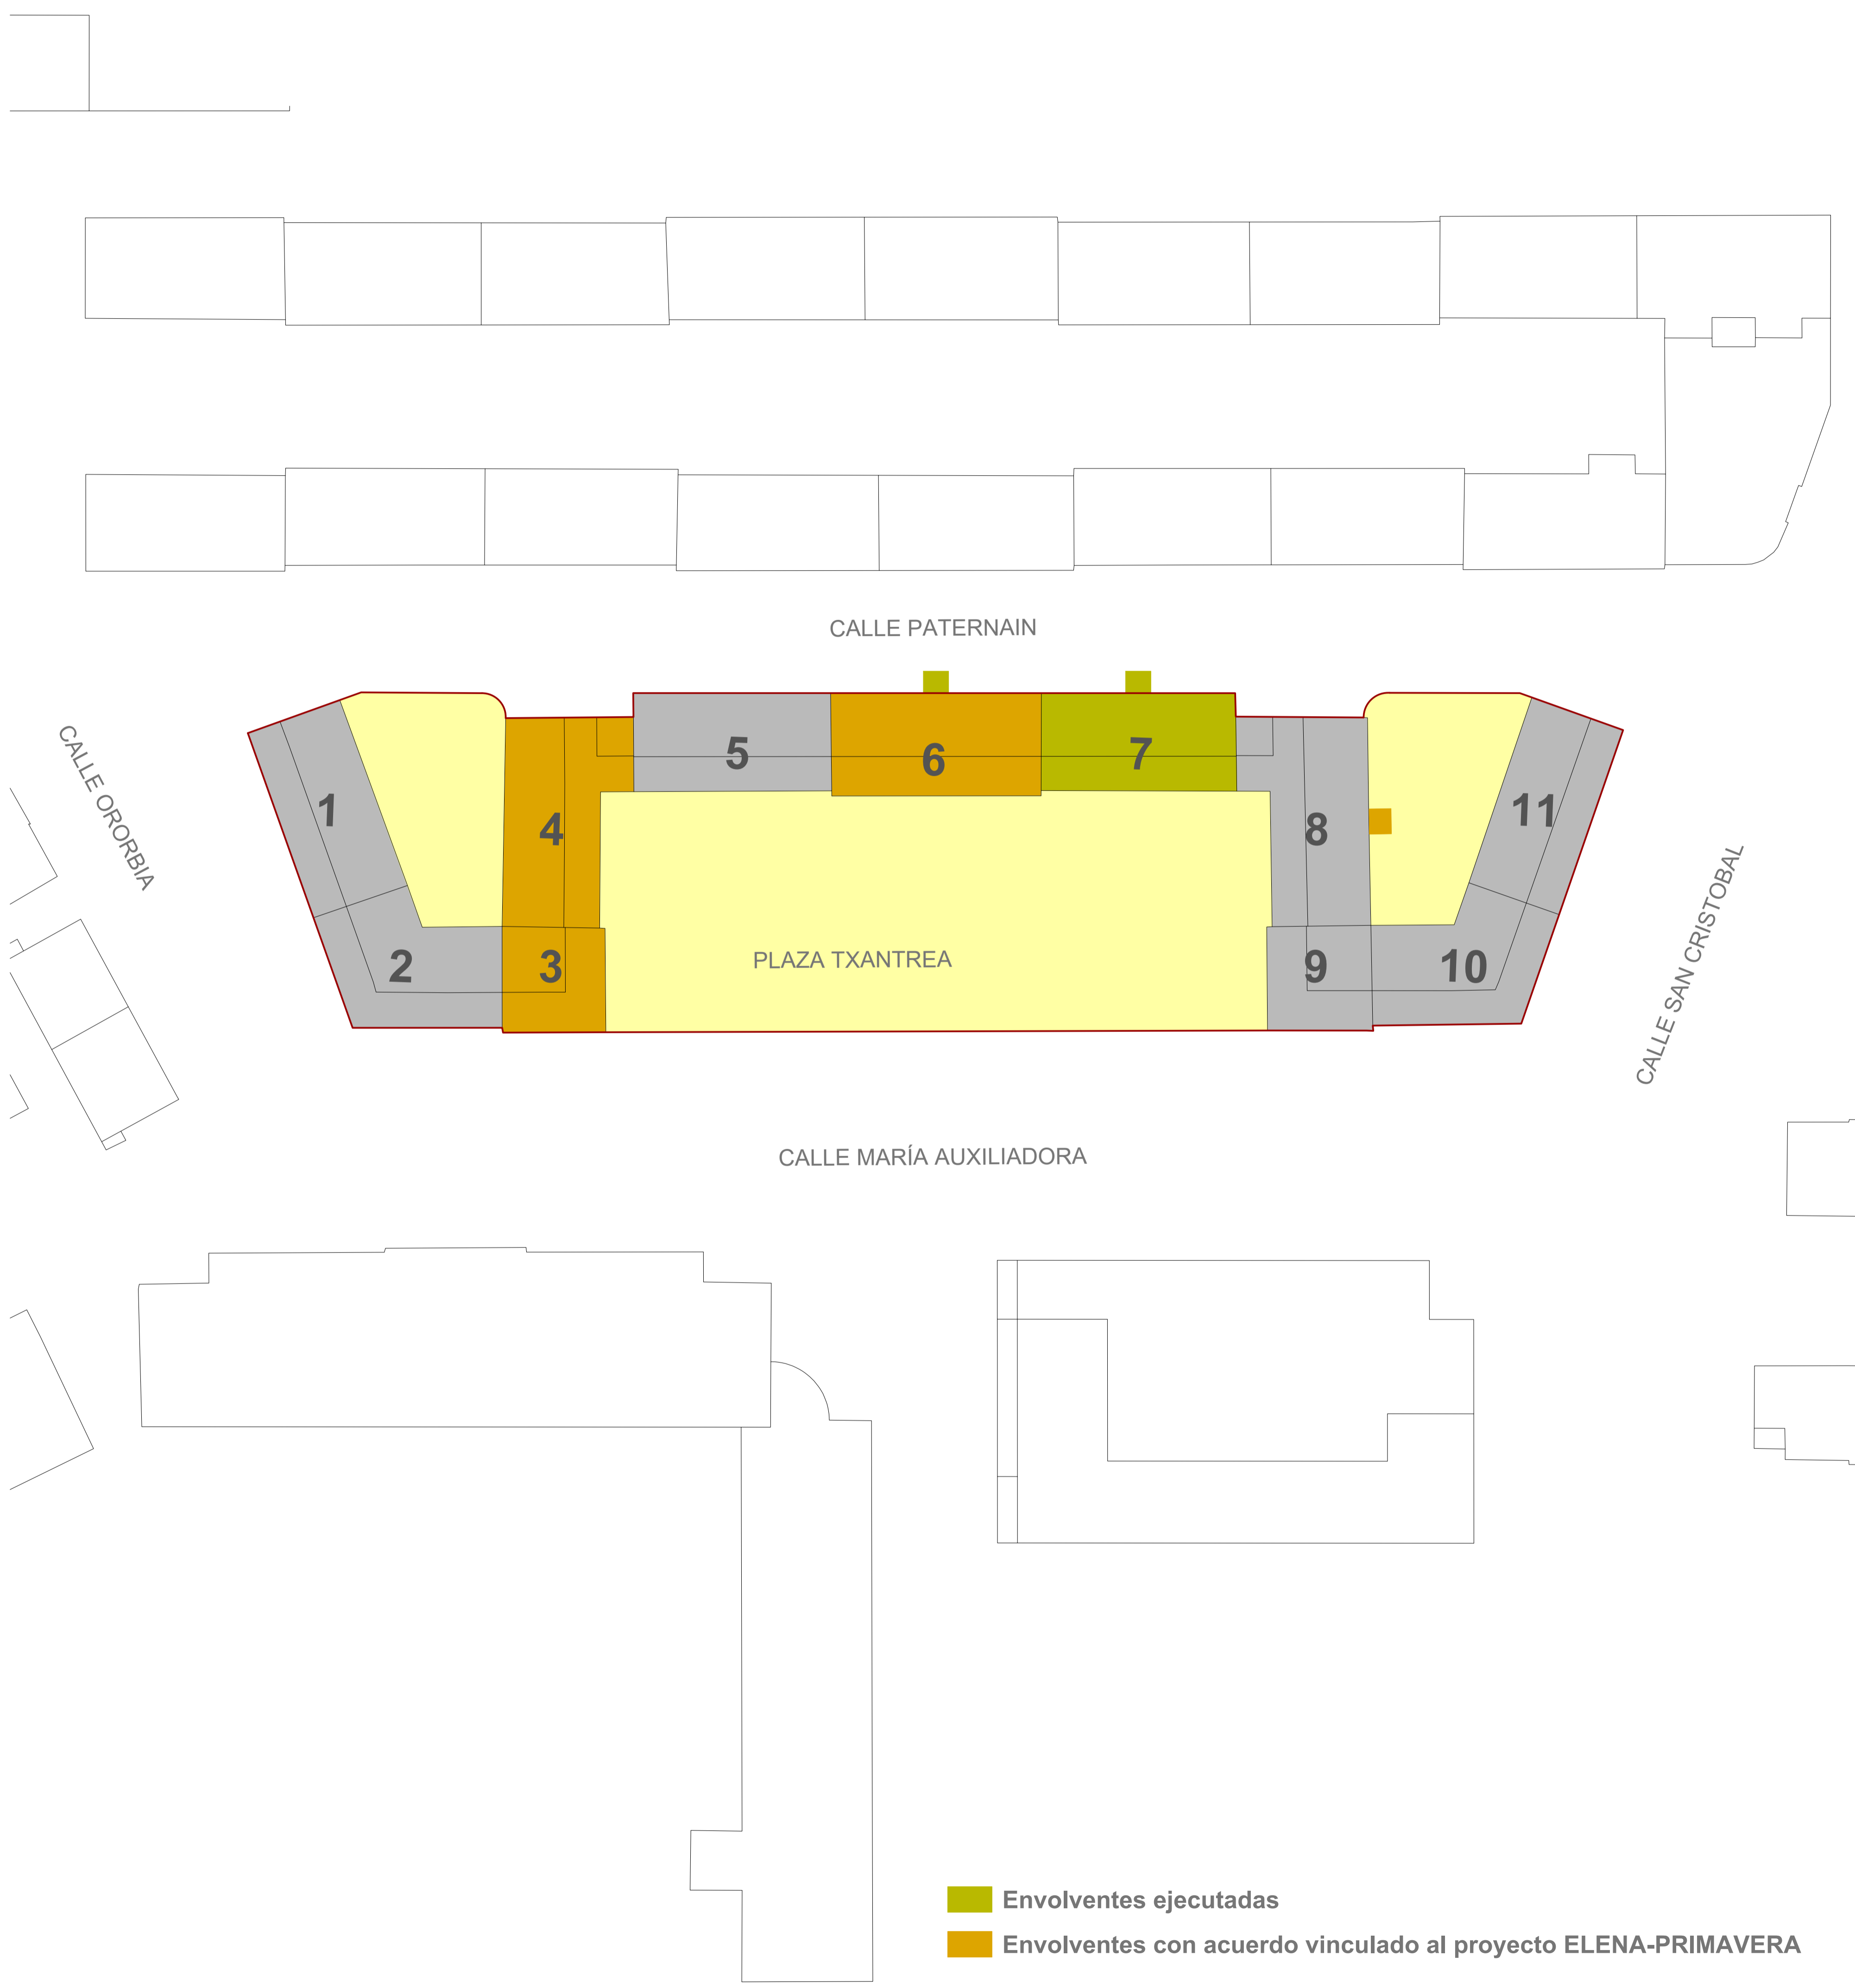 CALLE PATERNAIN
CALLE ORORBIA
1
2
3
4
5
6
7
8
9
10
11
PLAZA TXANTREA
CALLE SAN CRISTOBAL
CALLE MARÍA AUXILIADORA
Envolventes ejecutadas
Envolventes con acuerdo vinculado al proyecto ELENA-PRIMAVERA